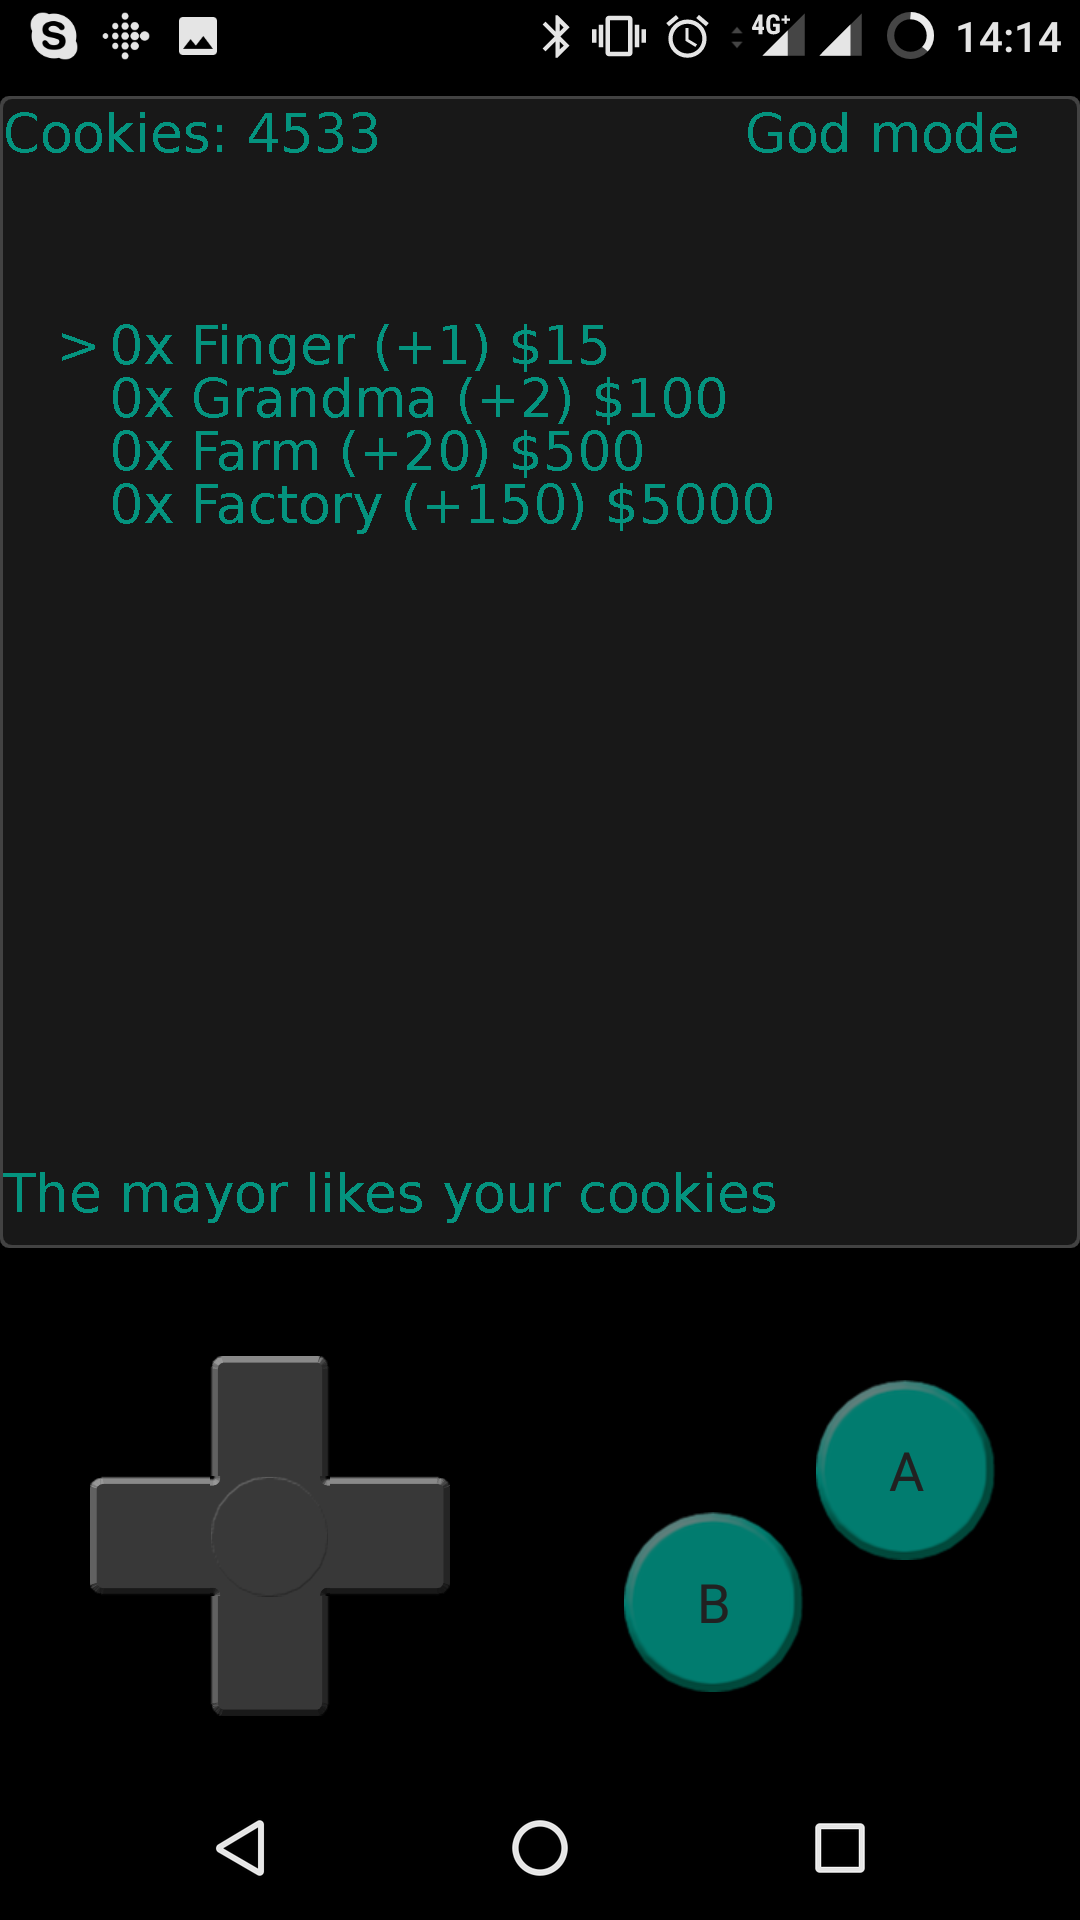 S 4G+ 14:14
Cookies: 4533 God mode
> 0x Finger (+1) $15
0x Grandma (+2) $100
0x Farm (+20) $500
0x Factory (+150) $5000
The mayor likes your cookies
A
B